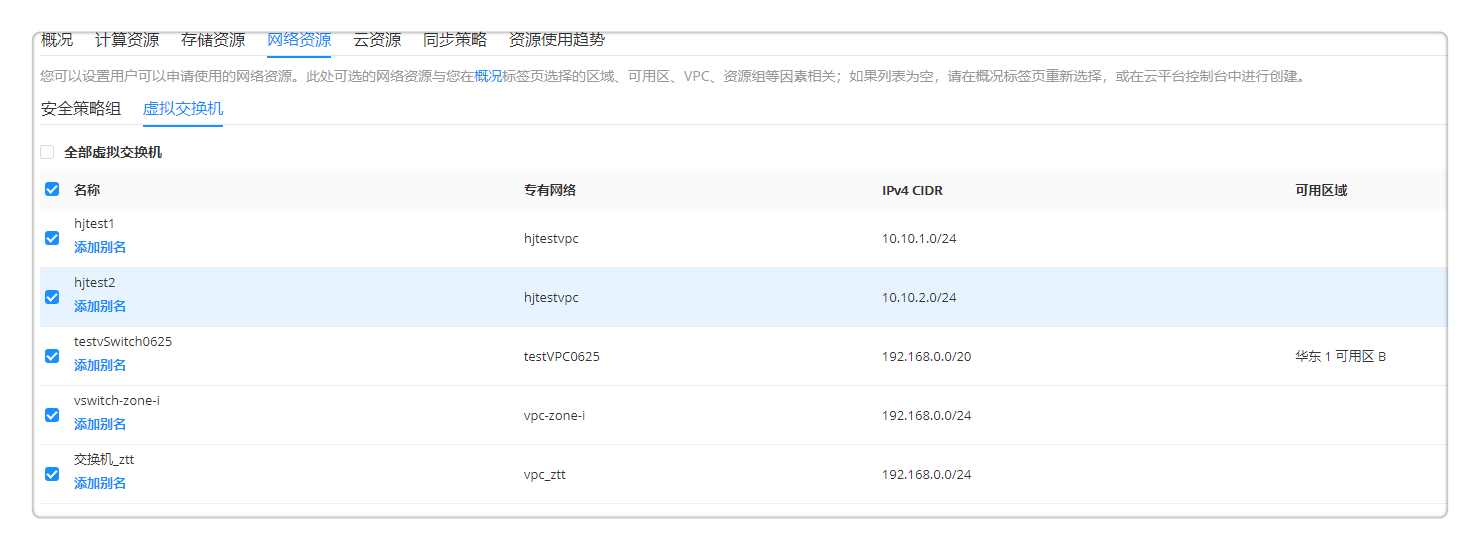 概况 计算资源 存储资源 网络资源 云资源 同步策略 资源使用趋势
您可以设置用户可以申请使用的网络资源。此处可选的网络资源与您在概况标签页选择的区域、可用区、VPC、资源组等因素相关；如果列表为空，请在概况标签页重新选择，或在云平台控制台中进行创建。
安全策略组 虚拟交换机
全部虚拟交换机
名称 专有网络 IPv4 CIDR 可用区域
hjtest1
添加别名 hjtestvpc 10.10.1.0/24
hjtest2
添加别名 hjtestvpc 10.10.2.0/24
testvSwitch0625
添加别名 testVPC0625 192.168.0.0/20 华东 1 可用区 B
vswitch-zone-i
添加别名 vpc-zone-i 192.168.0.0/24
交换机_ztt
添加别名 vpc_ztt 192.168.0.0/24